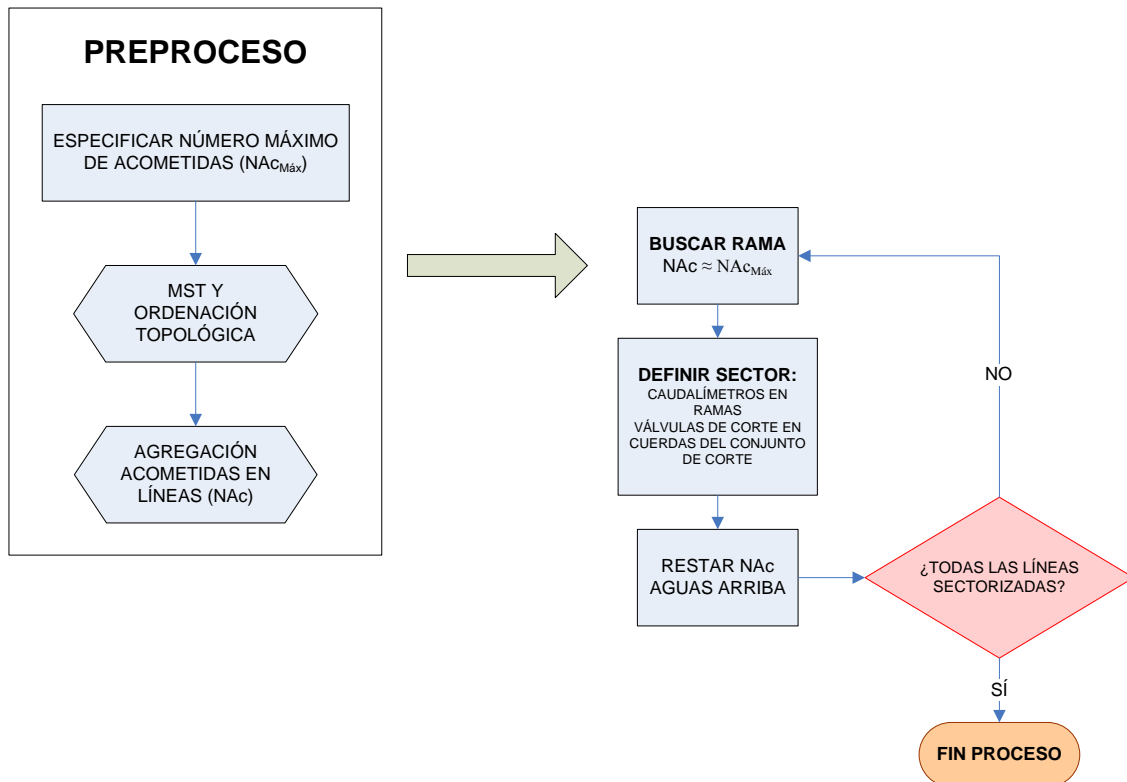 PREPROCESO
ESPECIFICAR NÚMERO MÁXIMO
DE ACOMETIDAS (NAcMáx)
MST Y
ORDENACIÓN
TOPOLÓGICA
AGREGACIÓN
ACOMETIDAS EN
LÍNEAS (NAc)
BUSCAR RAMA
NAc ≈ NAcMáx
DEFINIR SECTOR:
CAUDALÍMETROS EN
RAMAS
VÁLVULAS DE CORTE EN
CUERDAS DEL CONJUNTO
DE CORTE
RESTAR NAc
AGUAS ARRIBA
¿TODAS LAS LÍNEAS
SECTORIZADAS?
NO
SÍ
FIN PROCESO